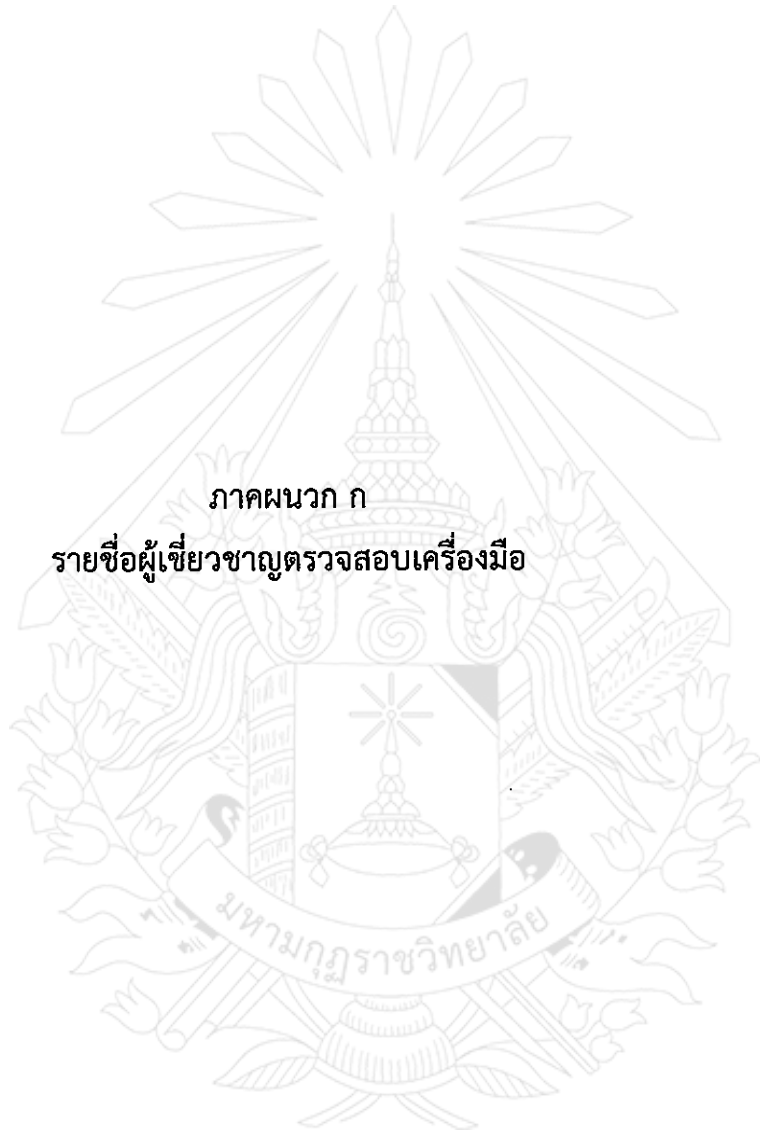 ภาคผนวก ก
รายชื่อผู้เชี่ยวชาญตรวจสอบเครื่องมือ
มหามกุฏราชวิทยาลัย